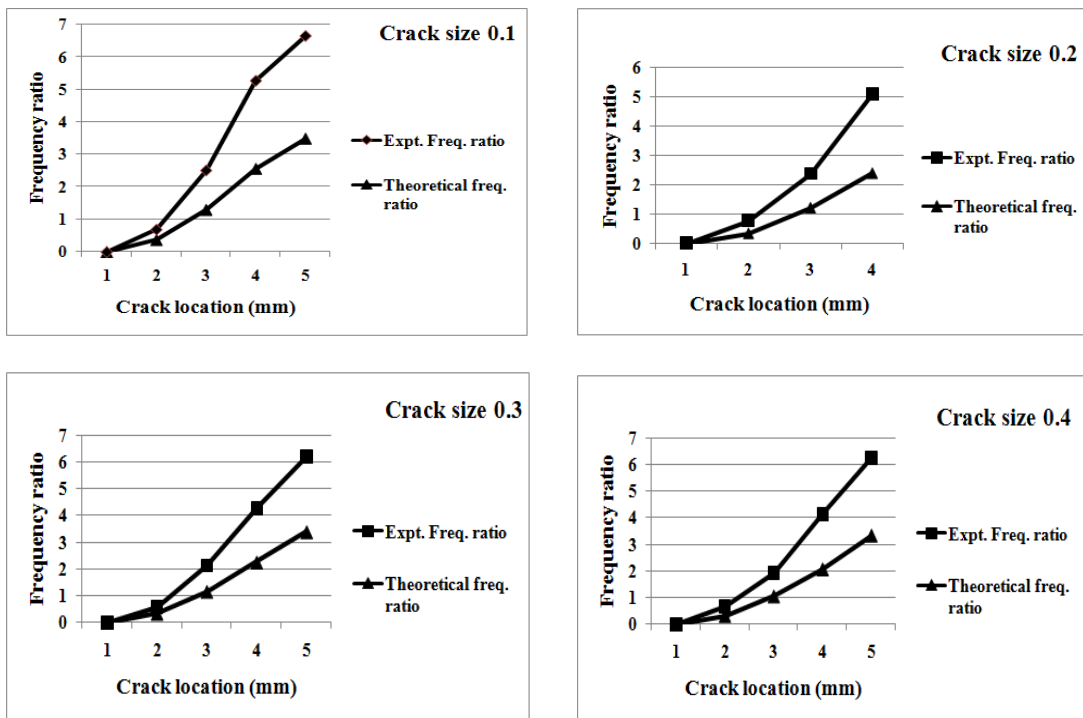 Crack size 0.1
7
6
5
4
3
2
1
0
Frequency ratio
1 2 3 4 5
Crack location (mm)
Expt. Freq. ratio
Theoretical freq.
ratio
Crack size 0.2
6
5
4
3
2
1
0
Frequency ratio
1 2 3 4
Crack location (mm)
Expt. Freq. ratio
Theoretical freq.
ratio
Crack size 0.3
7
6
5
4
3
2
1
0
Frequency ratio
1 2 3 4 5
Crack location (mm)
Expt. Freq. ratio
Theoretical freq.
ratio
Crack size 0.4
7
6
5
4
3
2
1
0
Frequency ratio
1 2 3 4 5
Crack location (mm)
Expt. Freq. ratio
Theoretical freq.
ratio